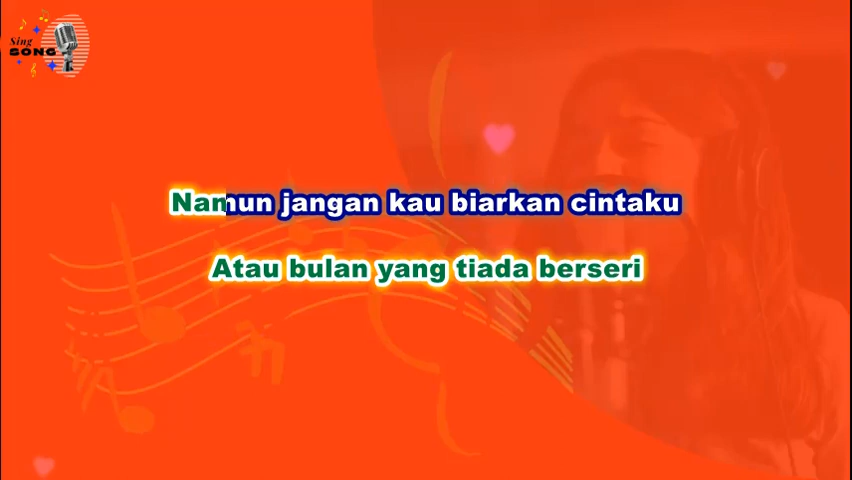 Sing
SONG
Namun jangan kau biarkan cintaku
Atau bulan yang tiada berseri